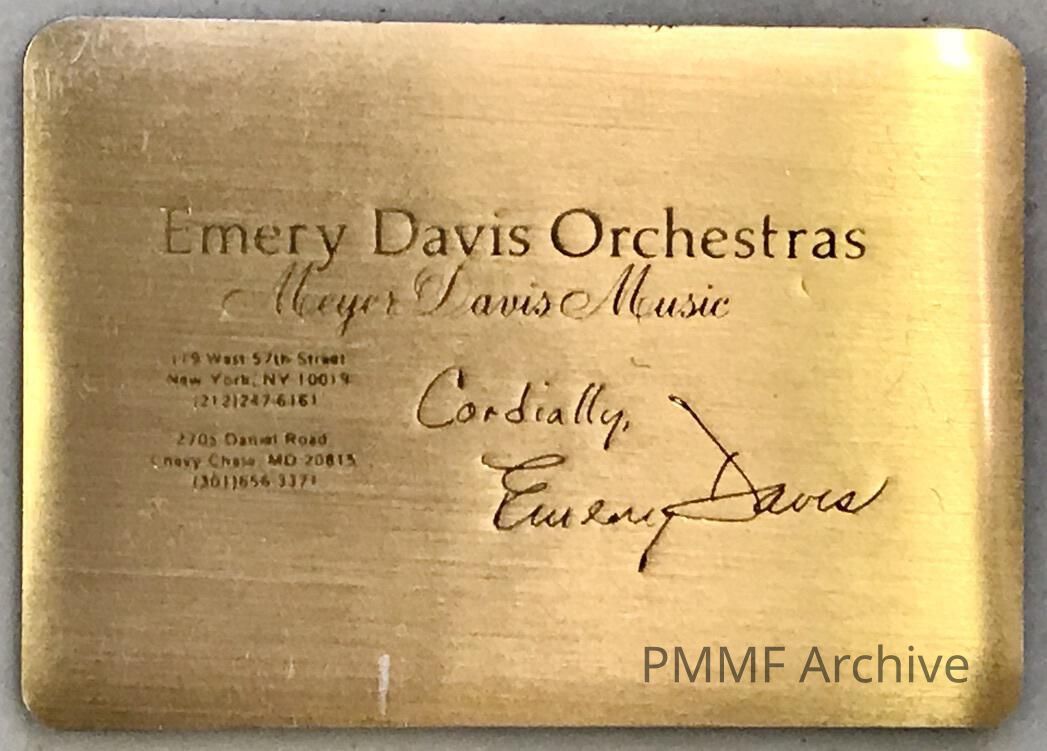 Emery Davis Orchestras
Meyer Davis Music
119 West 57th Street
New York, NY 10019
(212)247-6161
2705 Daniel Road
Chevy Chase, MD 20815
(301)656-3371
Cordially,
Emery Davis
PMMF Archive